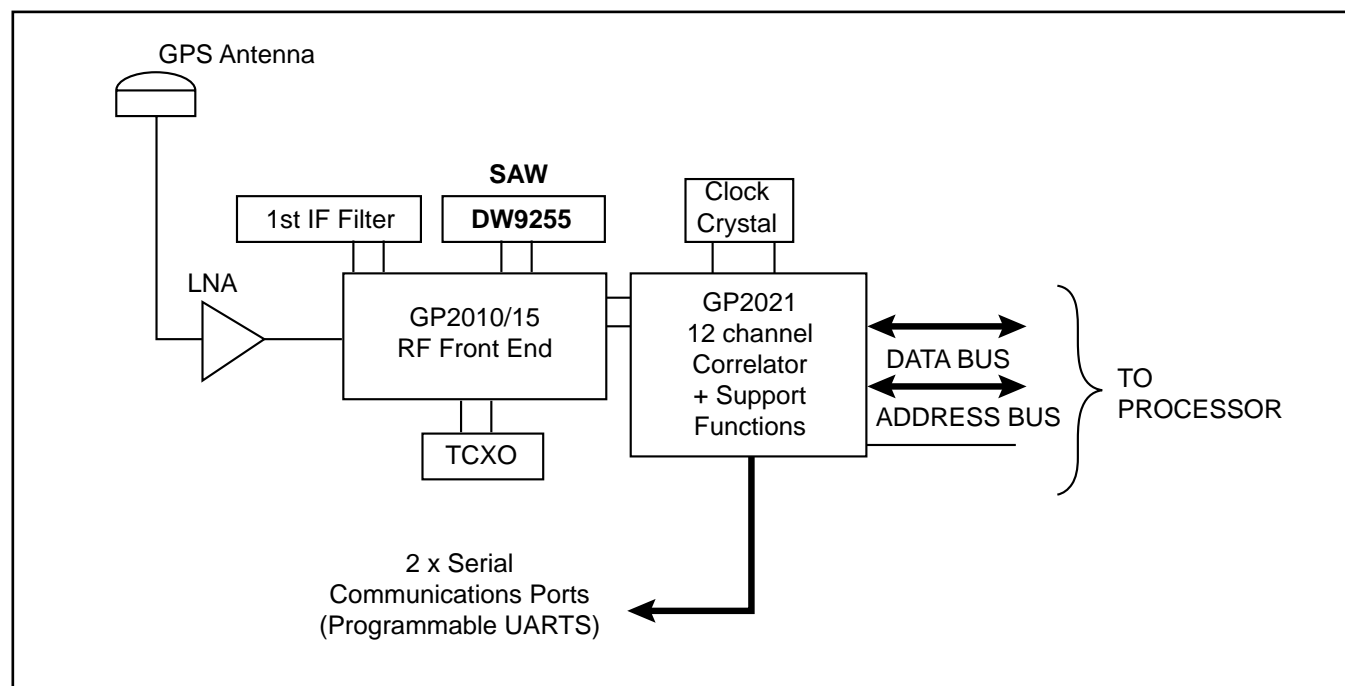 GPS Antenna
SAW
1st IF Filter
DW9255
Clock
Crystal
LNA
GP2010/15
RF Front End
GP2021
12 channel
Correlator
+ Support
Functions
DATA BUS
ADDRESS BUS
TO
PROCESSOR
TCXO
2 x Serial
Communications Ports
(Programmable UARTS)